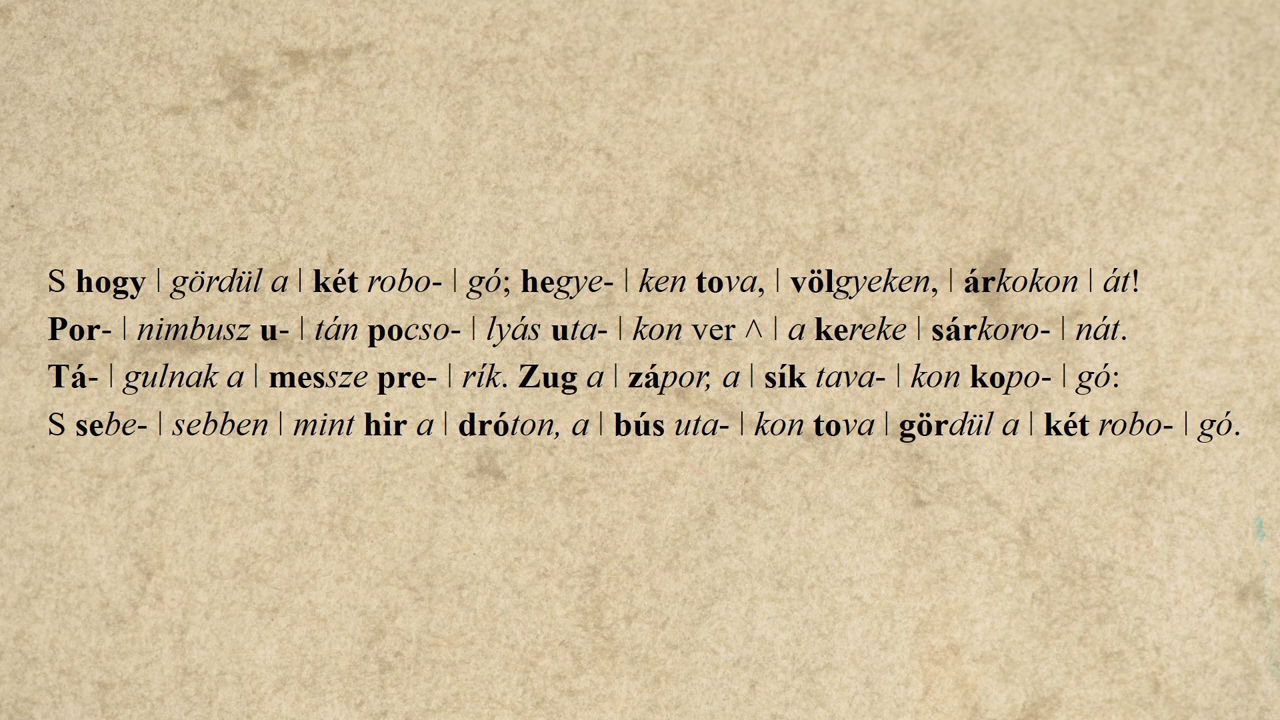 S hogy | gördül a | két robo- | gó; hegye- | ken tova, | völgyeken, | árkokon | át!
Por- | nimbusz u- | tán pocso- | lyás uta- | kon ver ^ | a kereke | sárkoro- | nát.
Tá- | gulnak a | messze pre- | rík. Zug a | zápor, a | sík tava- | kon kopo- | gó:
S sebe- | sebben | mint hir a | dróton, a | bús uta- | kon tova | gördül a | két robo- | gó.